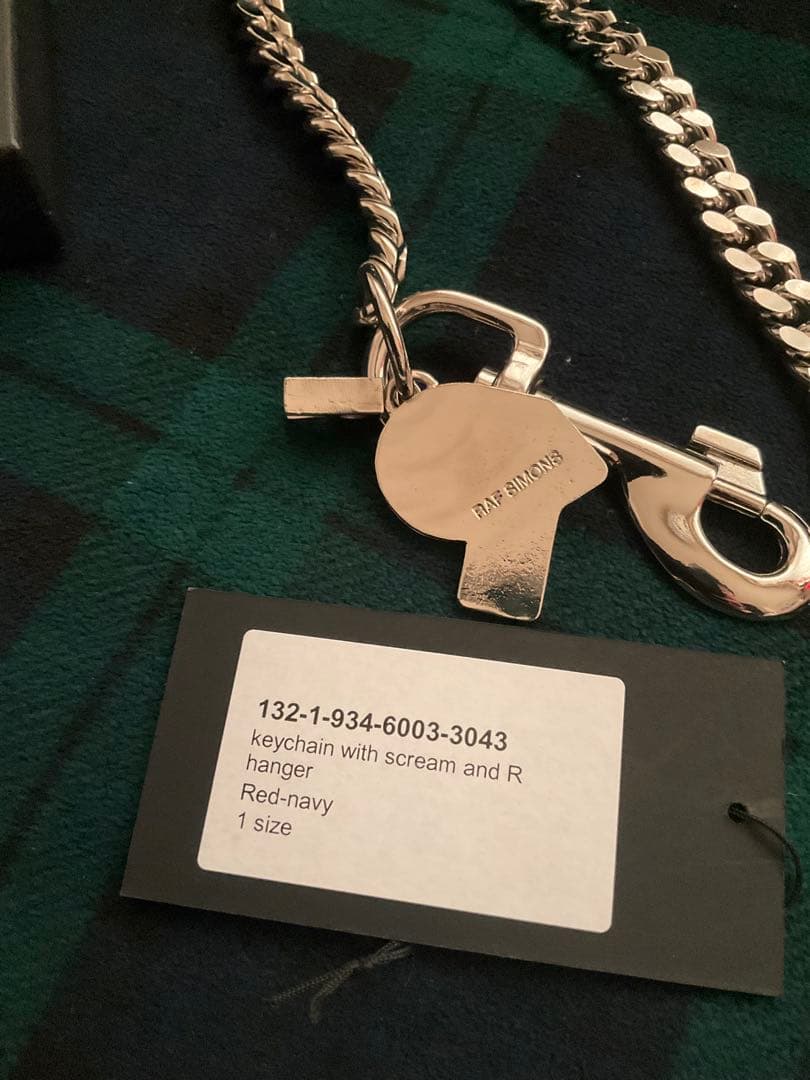 RAF SIMONS
132-1-934-6003-3043
keychain with scream and R
hanger
Red-navy
1 size